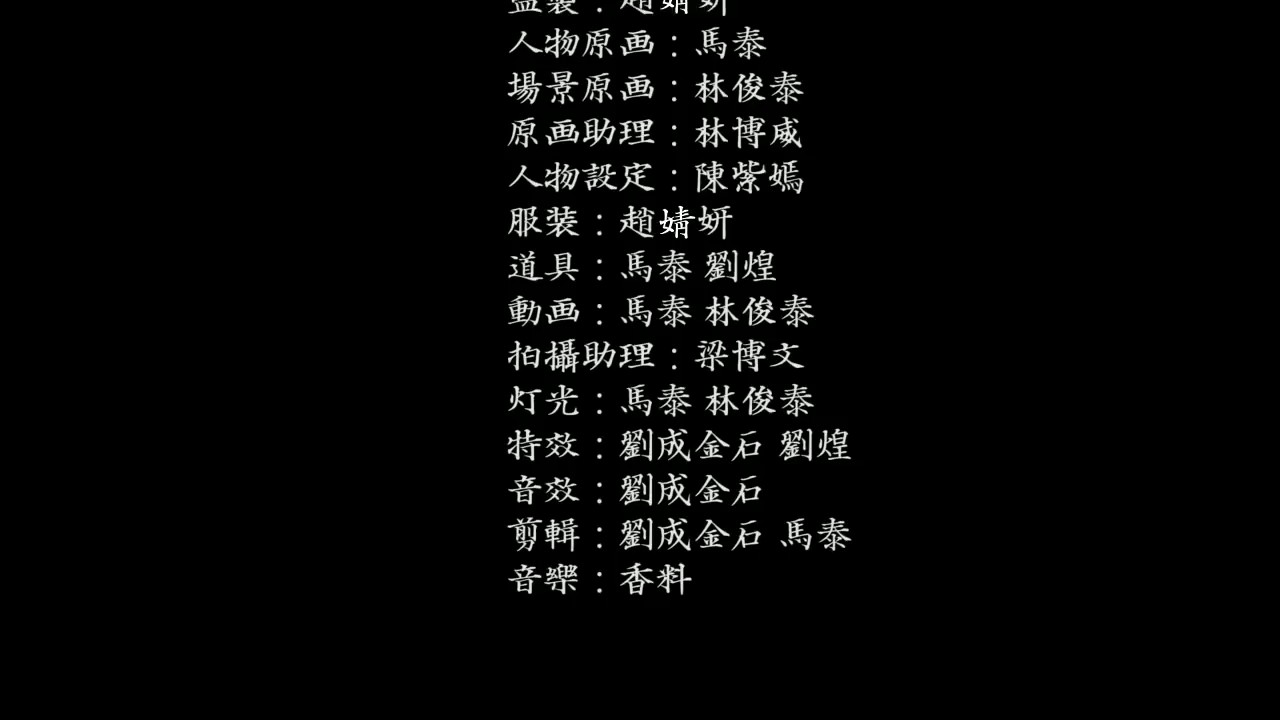 人物原画：馬泰
場景原画：林俊泰
原画助理：林博威
人物設定：陳紫嫣
服装：趙婧妍
道具：馬泰 劉煌
動画：馬泰 林俊泰
拍攝助理：梁博文
灯光：馬泰 林俊泰
特效：劉成金石 劉煌
音效：劉成金石
剪輯：劉成金石 馬泰
音樂：香料